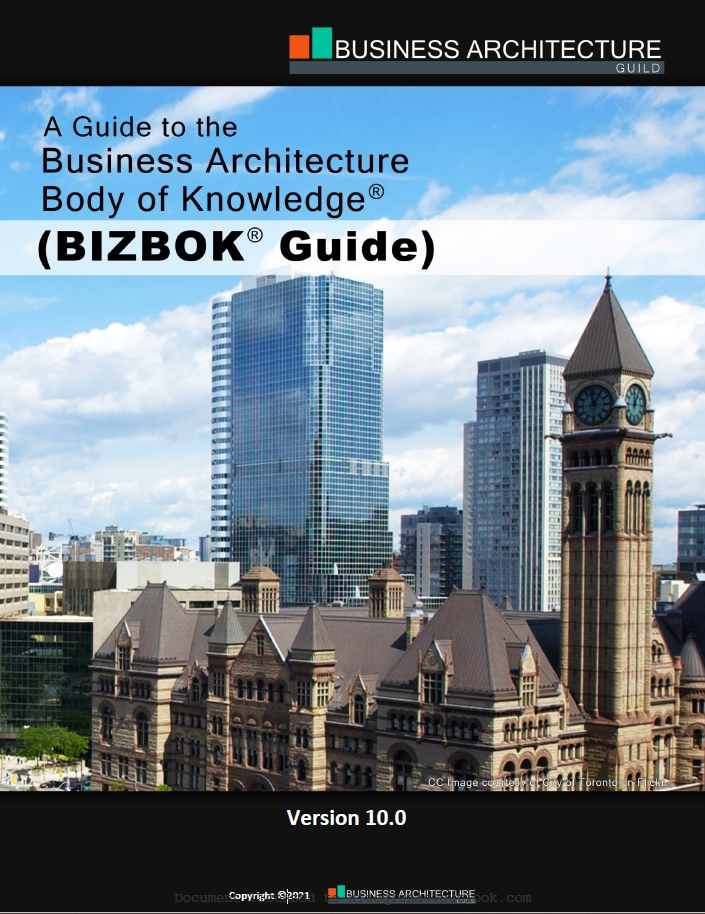 BUSINESS ARCHITECTURE
GUILD
A Guide to the
Business Architecture
Body of Knowledge®
(BIZBOK® Guide)
CC Image courtesy of City of Toronto on Flickr
Version 10.0
Copyright ©2021
BUSINESS ARCHITECTURE
GUILD